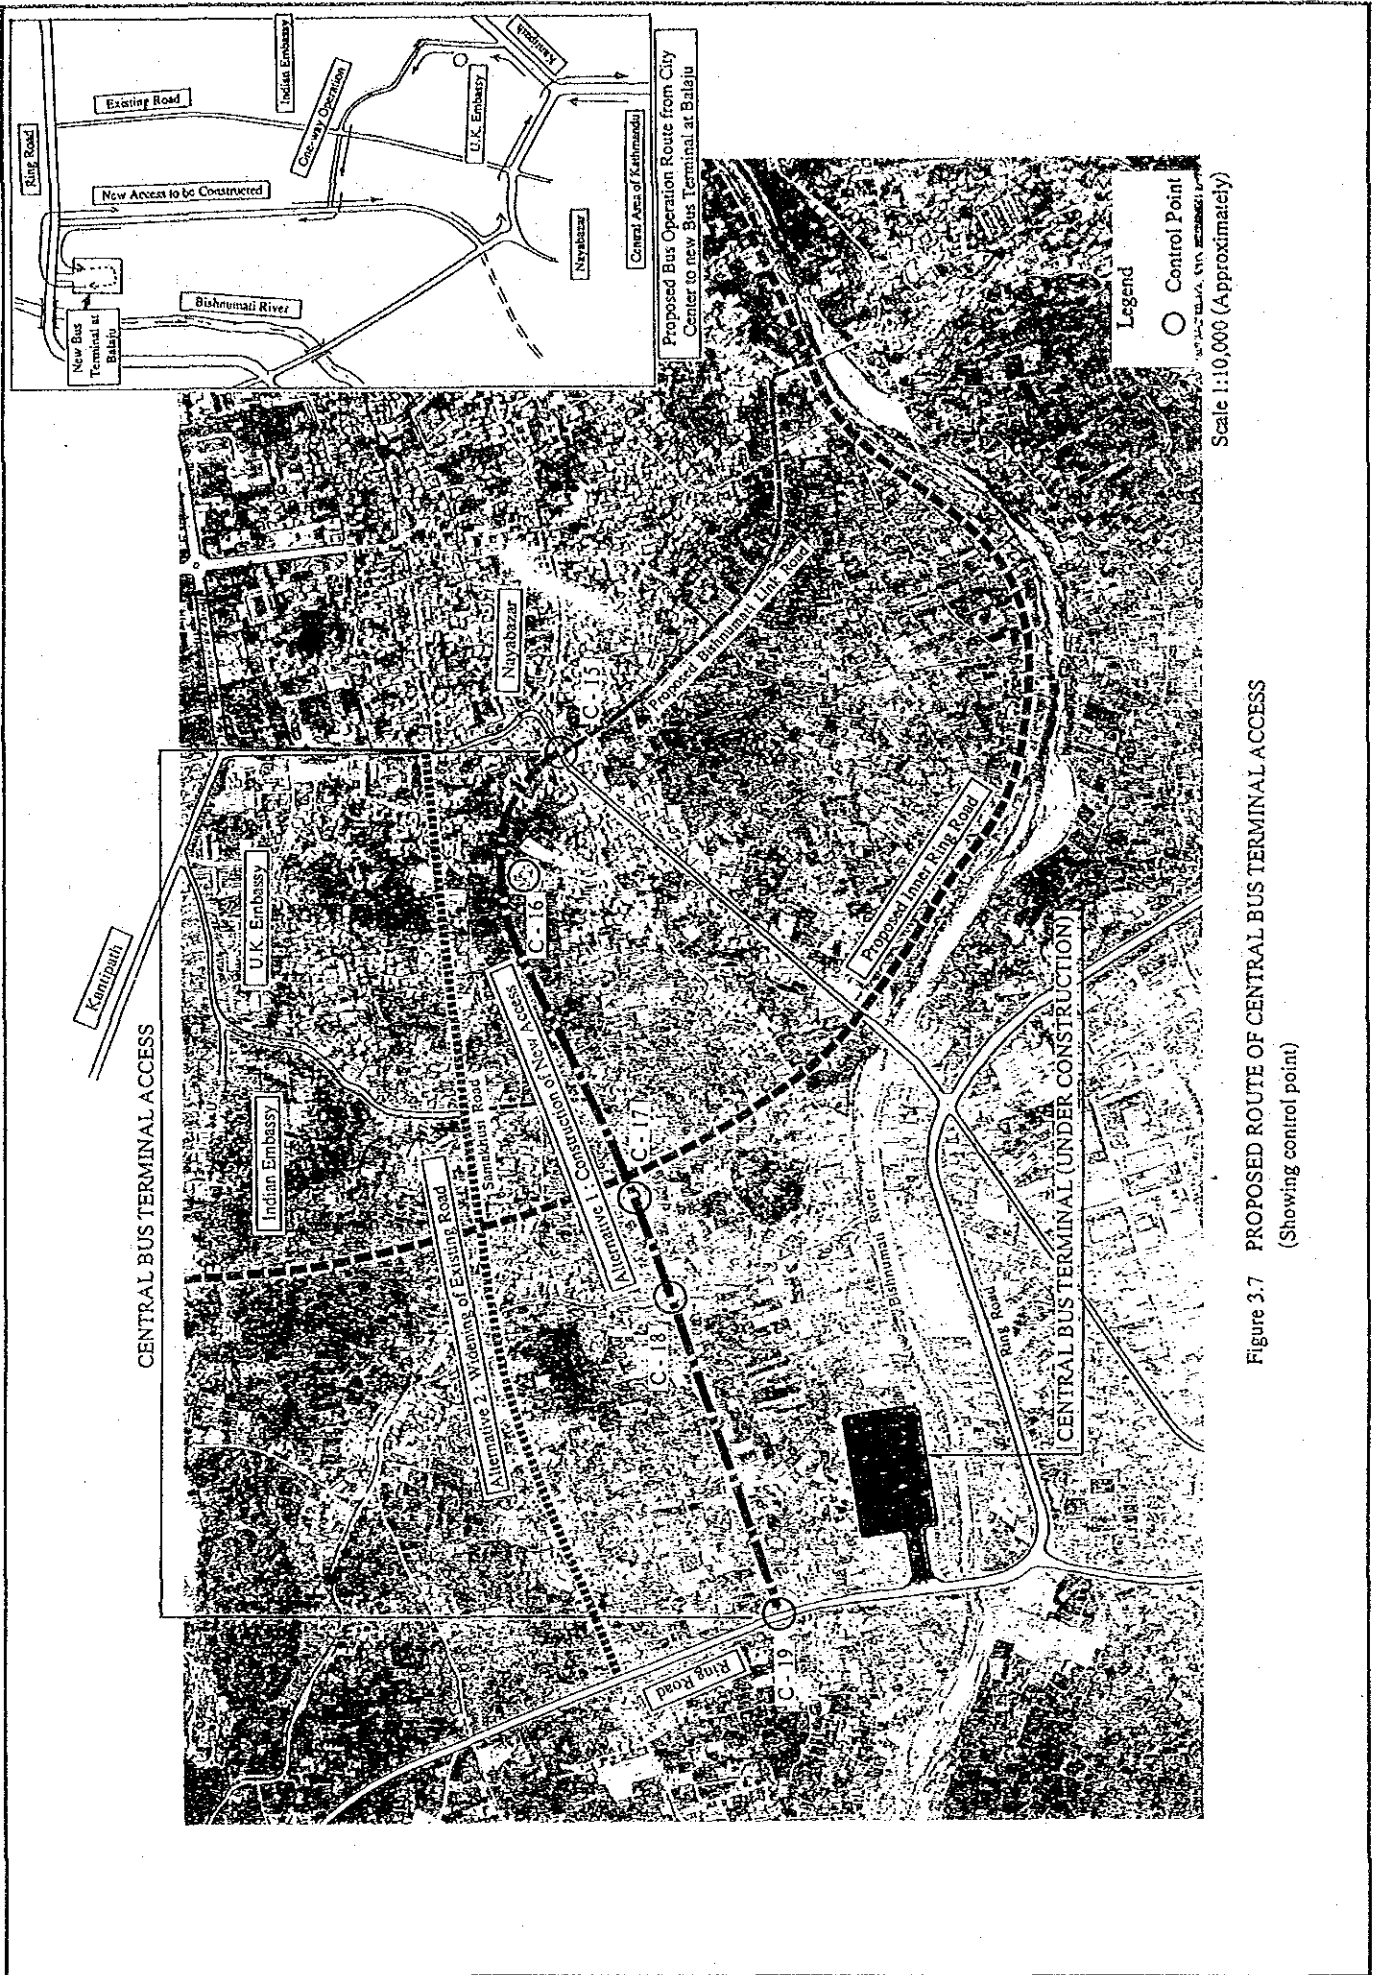 CENTRAL BUS TERMINAL ACCESS
Kantipath
U.K. Embassy
Indian Embassy
Nayabazar
C - 15
Proposed Bishnumati Link Road
C - 16
Alternative 1 : Construction of New Access
Samakhusi Road
Alternative 2 : Widening of Existing Road
C - 17
C - 18
C - 19
Ring Road
Proposed Inner Ring Road
Bishnumati River
Ring Road
CENTRAL BUS TERMINAL (UNDER CONSTRUCTION)
Ring Road
Existing Road
Indian Embassy
One-way Operation
Kantipath
U.K. Embassy
New Access to be Constructed
New Bus
Terminal at
Balaju
Bishnumati River
Nayabazar
Central Area of Kathmandu
Proposed Bus Operation Route from City
Center to new Bus Terminal at Balaju
Legend
Control Point
Scale 1:10,000 (Approximately)
Figure 3.7 PROPOSED ROUTE OF CENTRAL BUS TERMINAL ACCESS
(Showing control point)